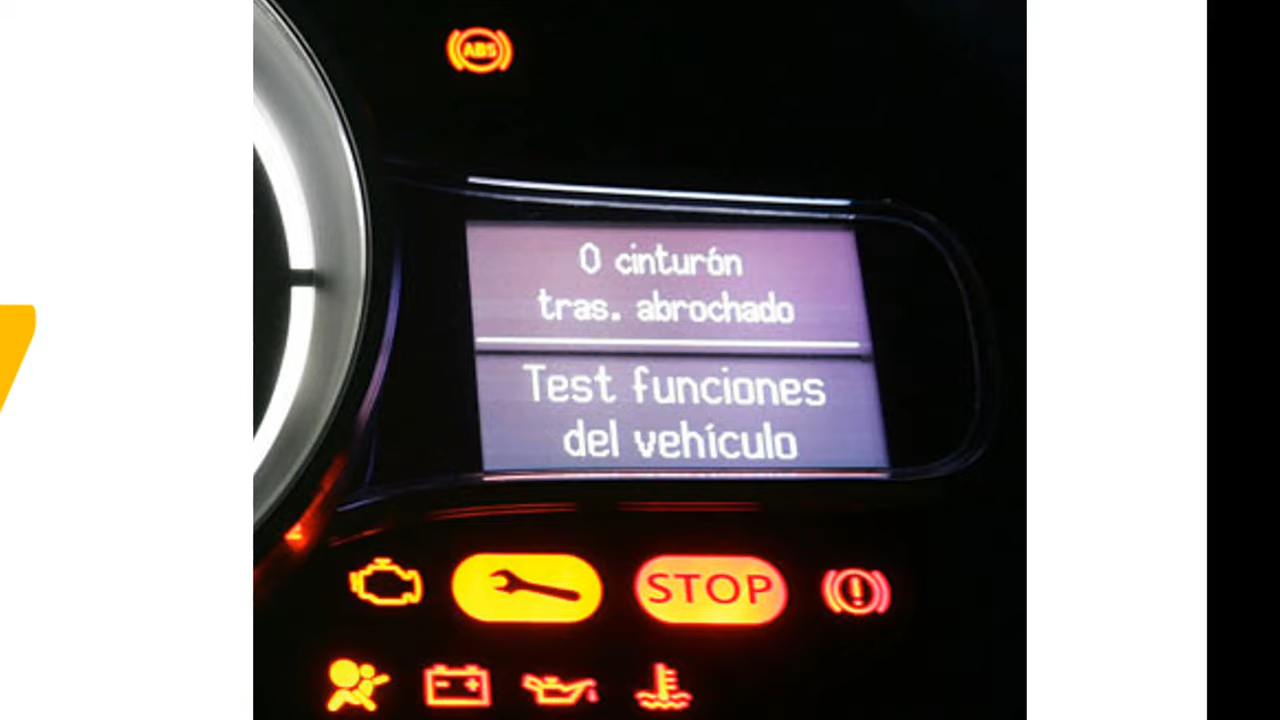 ABS
0 cinturón
tras. abrochado
Test funciones
del vehículo
STOP